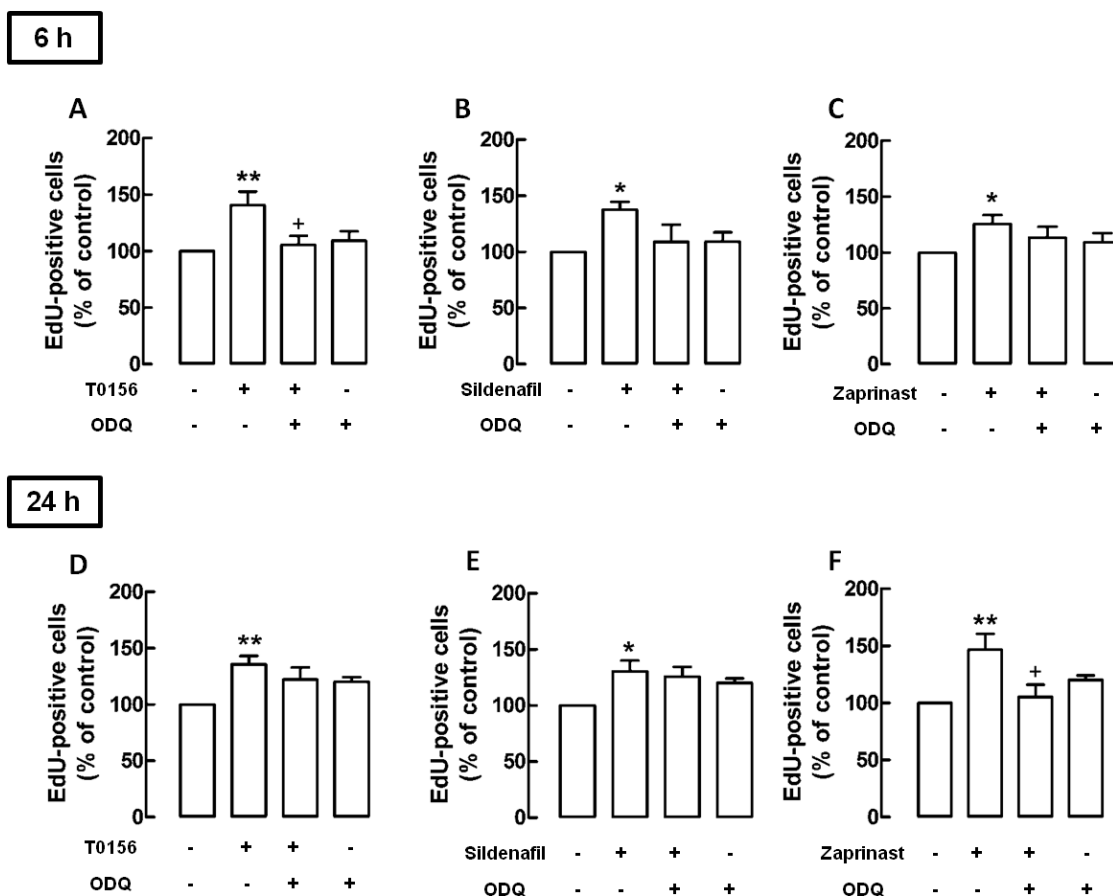 6 h
A
B
C
EdU-positive cells
(% of control)
200
150
100
50
0
**
+
T0156 - + + -
ODQ - - + +
EdU-positive cells
(% of control)
200
150
100
50
0
*
Sildenafil - + + -
ODQ - - + +
EdU-positive cells
(% of control)
200
150
100
50
0
*
Zaprinast - + + -
ODQ - - + +
24 h
D
E
F
EdU-positive cells
(% of control)
200
150
100
50
0
**
T0156 - + + -
ODQ - - + +
EdU-positive cells
(% of control)
200
150
100
50
0
*
Sildenafil - + + -
ODQ - - + +
EdU-positive cells
(% of control)
200
150
100
50
0
**
+
Zaprinast - + + -
ODQ - - + +